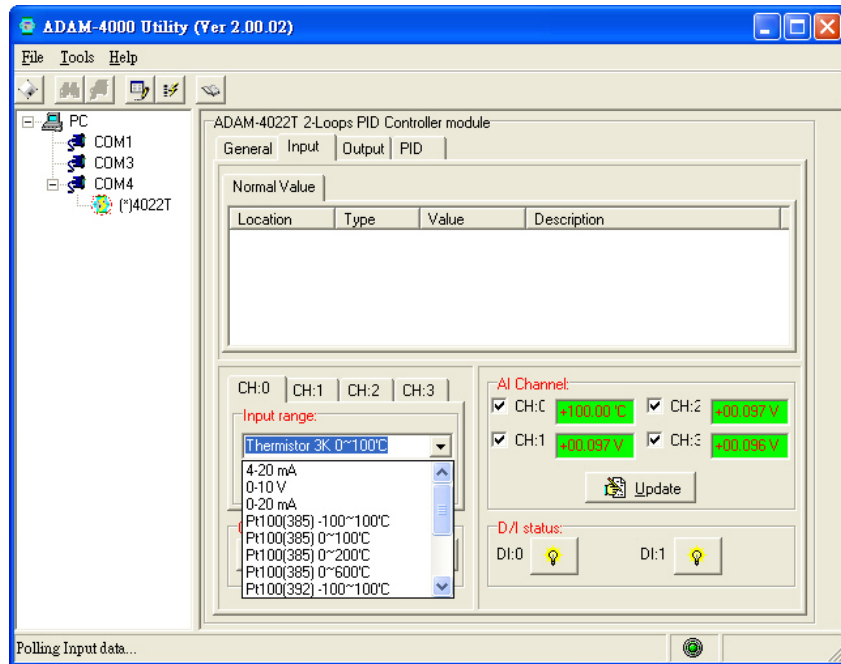 ADAM-4000 Utility (Ver 2.00.02)
File Tools Help
PC
COM1
COM3
COM4
(*)4022T
ADAM-4022T 2-Loops PID Controller module
General Input Output PID
Normal Value
Location Type Value Description
CH:0 CH:1 CH:2 CH:3
Input range:
Thermistor 3K 0~100'C
4-20 mA
0-10 V
0-20 mA
Pt100(385) -100~100'C
Pt100(385) 0~100'C
Pt100(385) 0~200'C
Pt100(385) 0~600'C
Pt100(392) -100~100'C
AI Channel:
CH:0 +100.00 'C CH:2 +00.097 V
CH:1 +00.097 V CH:3 +00.096 V
Update
D/I status:
DI:0 DI:1
Polling Input data...